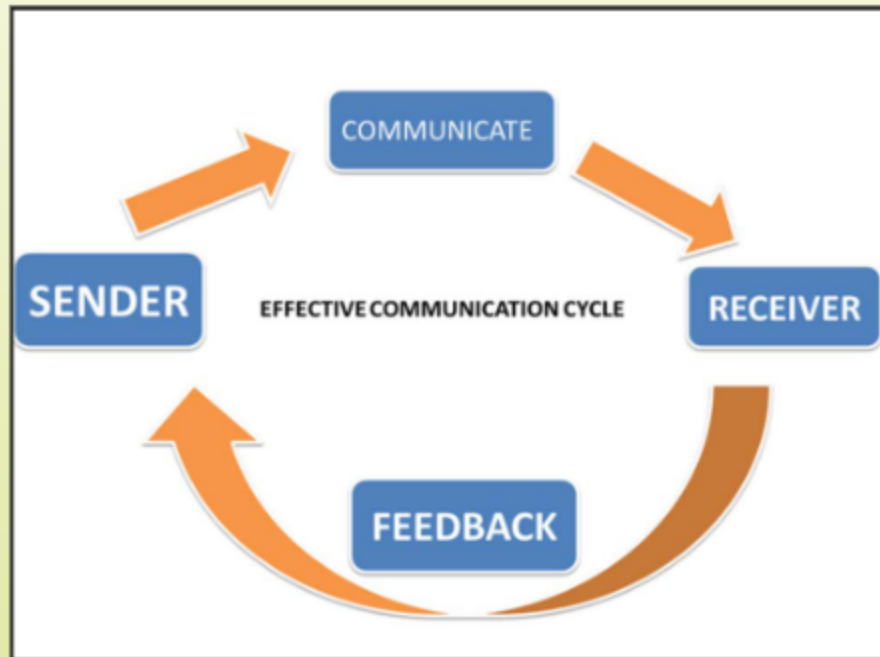 COMMUNICATE
SENDER
EFFECTIVE COMMUNICATION CYCLE
RECEIVER
FEEDBACK